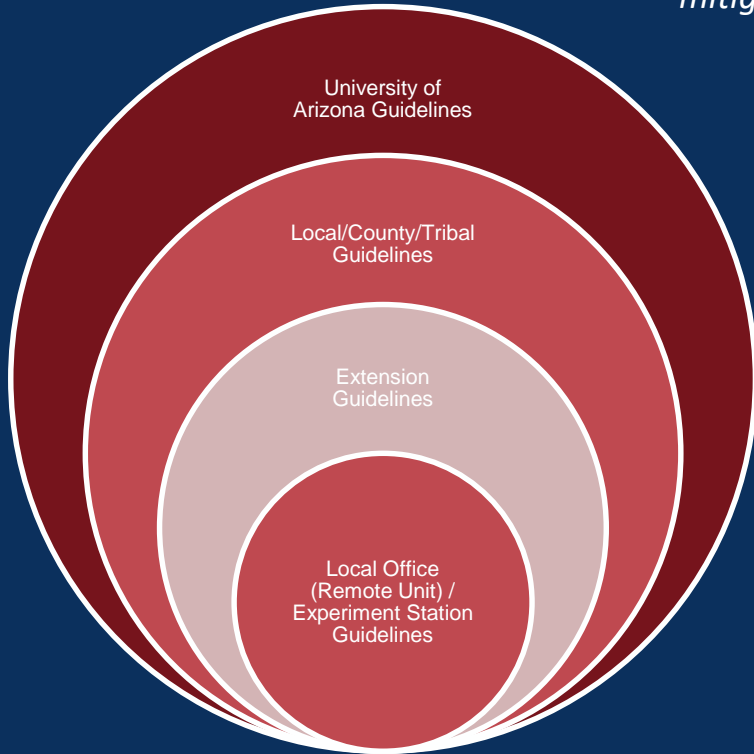 University of
Arizona Guidelines
Local/County/Tribal
Guidelines
Extension
Guidelines
Local Office
(Remote Unit) /
Experiment Station
Guidelines